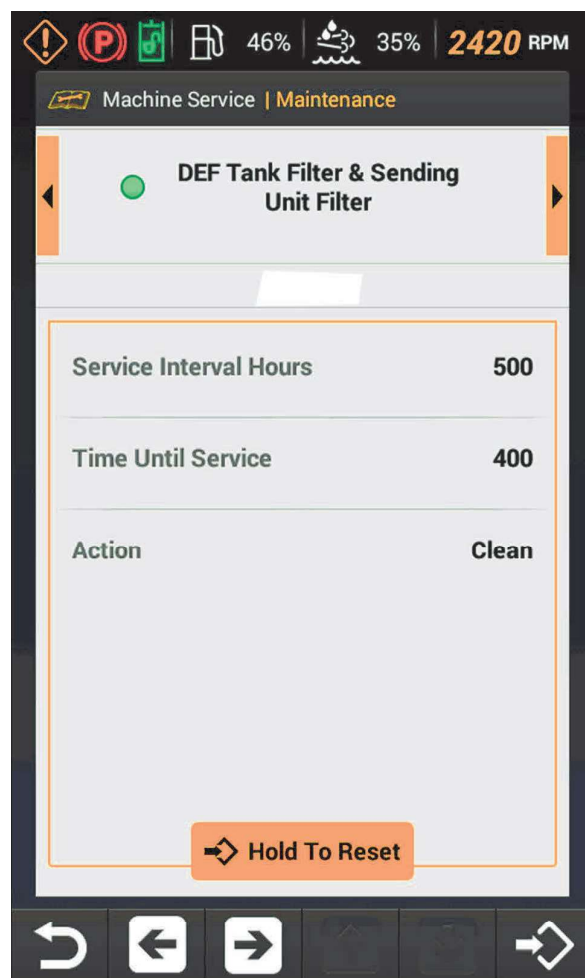 P 46% 35% 2420 RPM
Machine Service | Maintenance
DEF Tank Filter & Sending
Unit Filter
Service Interval Hours 500
Time Until Service 400
Action Clean
Hold To Reset